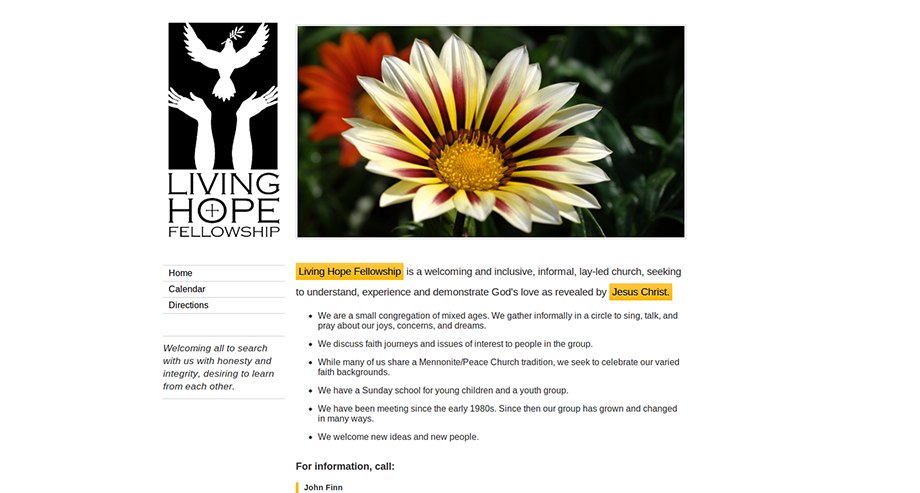 LIVING
HOPE
FELLOWSHIP
Home
Calendar
Directions
Welcoming all to search
with us with honesty and
integrity, desiring to learn
from each other.
Living Hope Fellowship is a welcoming and inclusive, informal, lay-led church, seeking
to understand, experience and demonstrate God's love as revealed by Jesus Christ.
We are a small congregation of mixed ages. We gather informally in a circle to sing, talk, and
pray about our joys, concerns, and dreams.
We discuss faith journeys and issues of interest to people in the group.
While many of us share a Mennonite/Peace Church tradition, we seek to celebrate our varied
faith backgrounds.
We have a Sunday school for young children and a youth group.
We have been meeting since the early 1980s. Since then our group has grown and changed
in many ways.
We welcome new ideas and new people.
For information, call:
John Finn